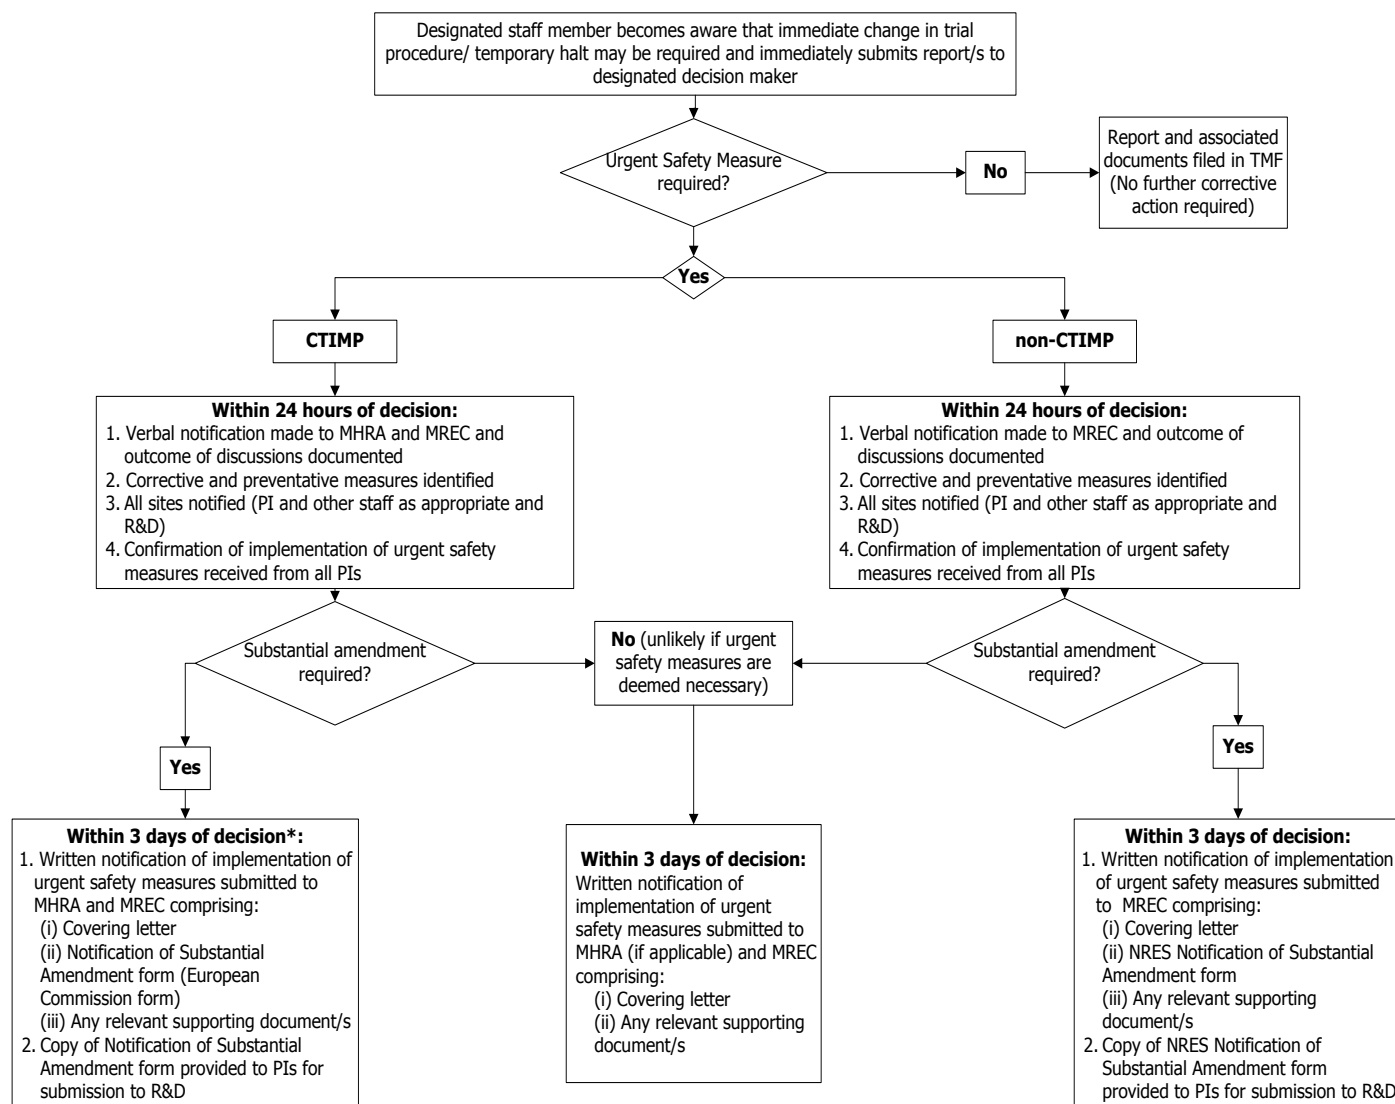 Designated staff member becomes aware that immediate change in trial
procedure/ temporary halt may be required and immediately submits report/s to
designated decision maker
Urgent Safety Measure
required?
No
Report and associated
documents filed in TMF
(No further corrective
action required)
Yes
CTIMP
non-CTIMP
Within 24 hours of decision:
1. Verbal notification made to MHRA and MREC and
outcome of discussions documented
2. Corrective and preventative measures identified
3. All sites notified (PI and other staff as appropriate and
R&D)
4. Confirmation of implementation of urgent safety
measures received from all PIs
Within 24 hours of decision:
1. Verbal notification made to MREC and outcome of
discussions documented
2. Corrective and preventative measures identified
3. All sites notified (PI and other staff as appropriate and
R&D)
4. Confirmation of implementation of urgent safety
measures received from all PIs
Substantial amendment
required?
No (unlikely if urgent
safety measures are
deemed necessary)
Substantial amendment
required?
Yes
Yes
Within 3 days of decision*:
1. Written notification of implementation of
urgent safety measures submitted to
MHRA and MREC comprising:
(i) Covering letter
(ii) Notification of Substantial
Amendment form (European
Commission form)
(iii) Any relevant supporting document/s
2. Copy of Notification of Substantial
Amendment form provided to PIs for
submission to R&D
Within 3 days of decision:
Written notification of
implementation of urgent
safety measures submitted to
MHRA (if applicable) and MREC
comprising:
(i) Covering letter
(ii) Any relevant supporting
document/s
Within 3 days of decision:
1. Written notification of implementation
of urgent safety measures submitted
to MREC comprising:
(i) Covering letter
(ii) NRES Notification of Substantial
Amendment form
(iii) Any relevant supporting
document/s
2. Copy of NRES Notification of
Substantial Amendment form
provided to PIs for submission to R&D